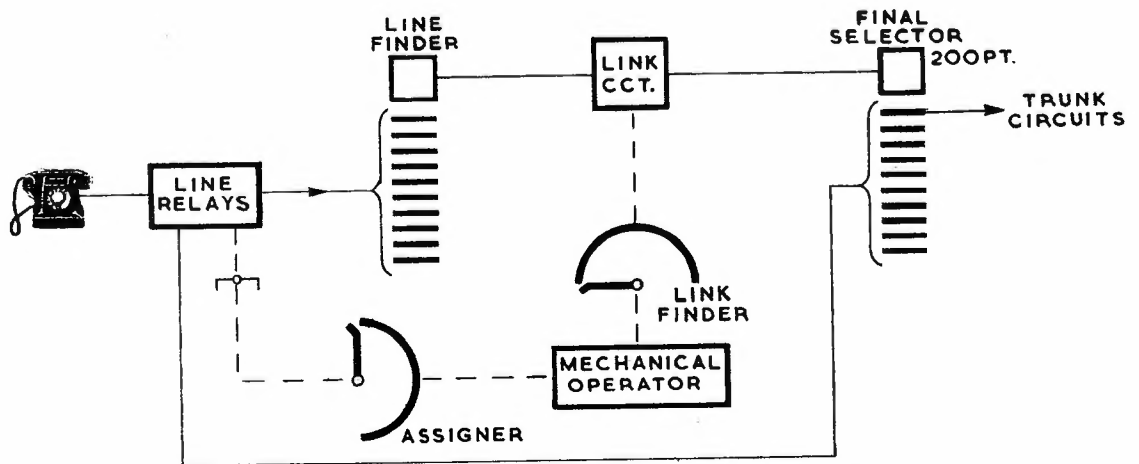 LINE
FINDER
LINK
CCT.
FINAL
SELECTOR
200PT.
TRUNK
CIRCUITS
LINE
RELAYS
LINK
FINDER
MECHANICAL
OPERATOR
ASSIGNER